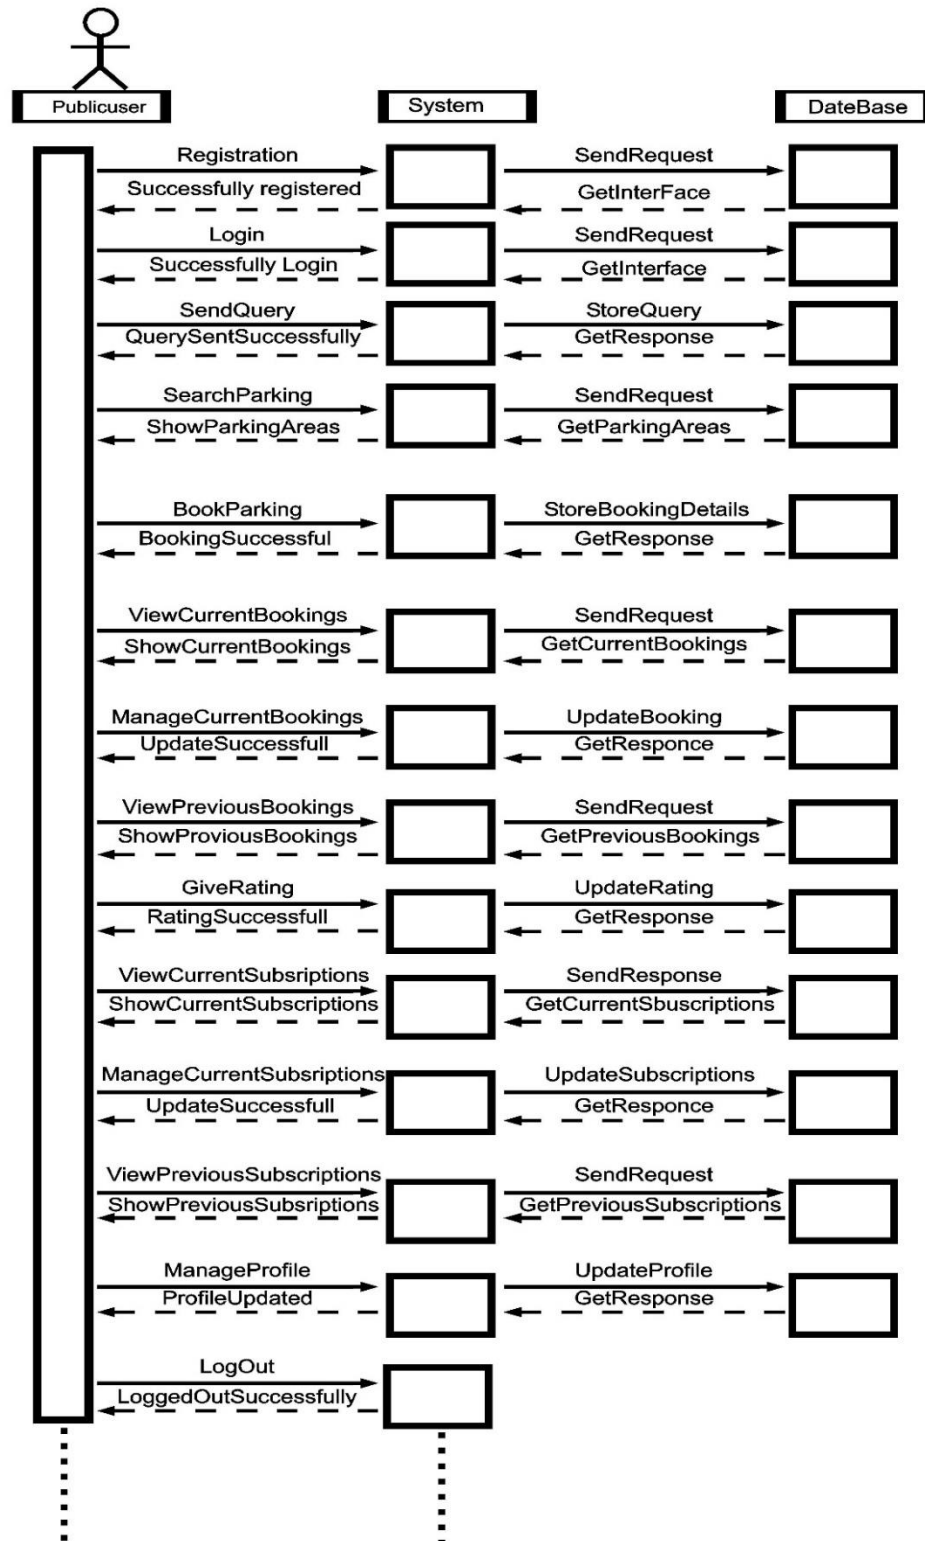 Publicuser
System
DateBase
Registration
SendRequest
Successfully registered
GetInterFace
Login
SendRequest
Successfully Login
GetInterface
SendQuery
StoreQuery
QuerySentSuccessfully
GetResponse
SearchParking
SendRequest
ShowParkingAreas
GetParkingAreas
BookParking
StoreBookingDetails
BookingSuccessful
GetResponse
ViewCurrentBookings
SendRequest
ShowCurrentBookings
GetCurrentBookings
ManageCurrentBookings
UpdateBooking
UpdateSuccessfull
GetResponce
ViewPreviousBookings
SendRequest
ShowProviousBookings
GetPreviousBookings
GiveRating
UpdateRating
RatingSuccessfull
GetResponse
ViewCurrentSubsriptions
SendResponse
ShowCurrentSubscriptions
GetCurrentSbuscriptions
ManageCurrentSubsriptions
UpdateSubscriptions
UpdateSuccessfull
GetResponce
ViewPreviousSubscriptions
SendRequest
ShowPreviousSubsriptions
GetPreviousSubscriptions
ManageProfile
UpdateProfile
ProfileUpdated
GetResponse
LogOut
LoggedOutSuccessfully